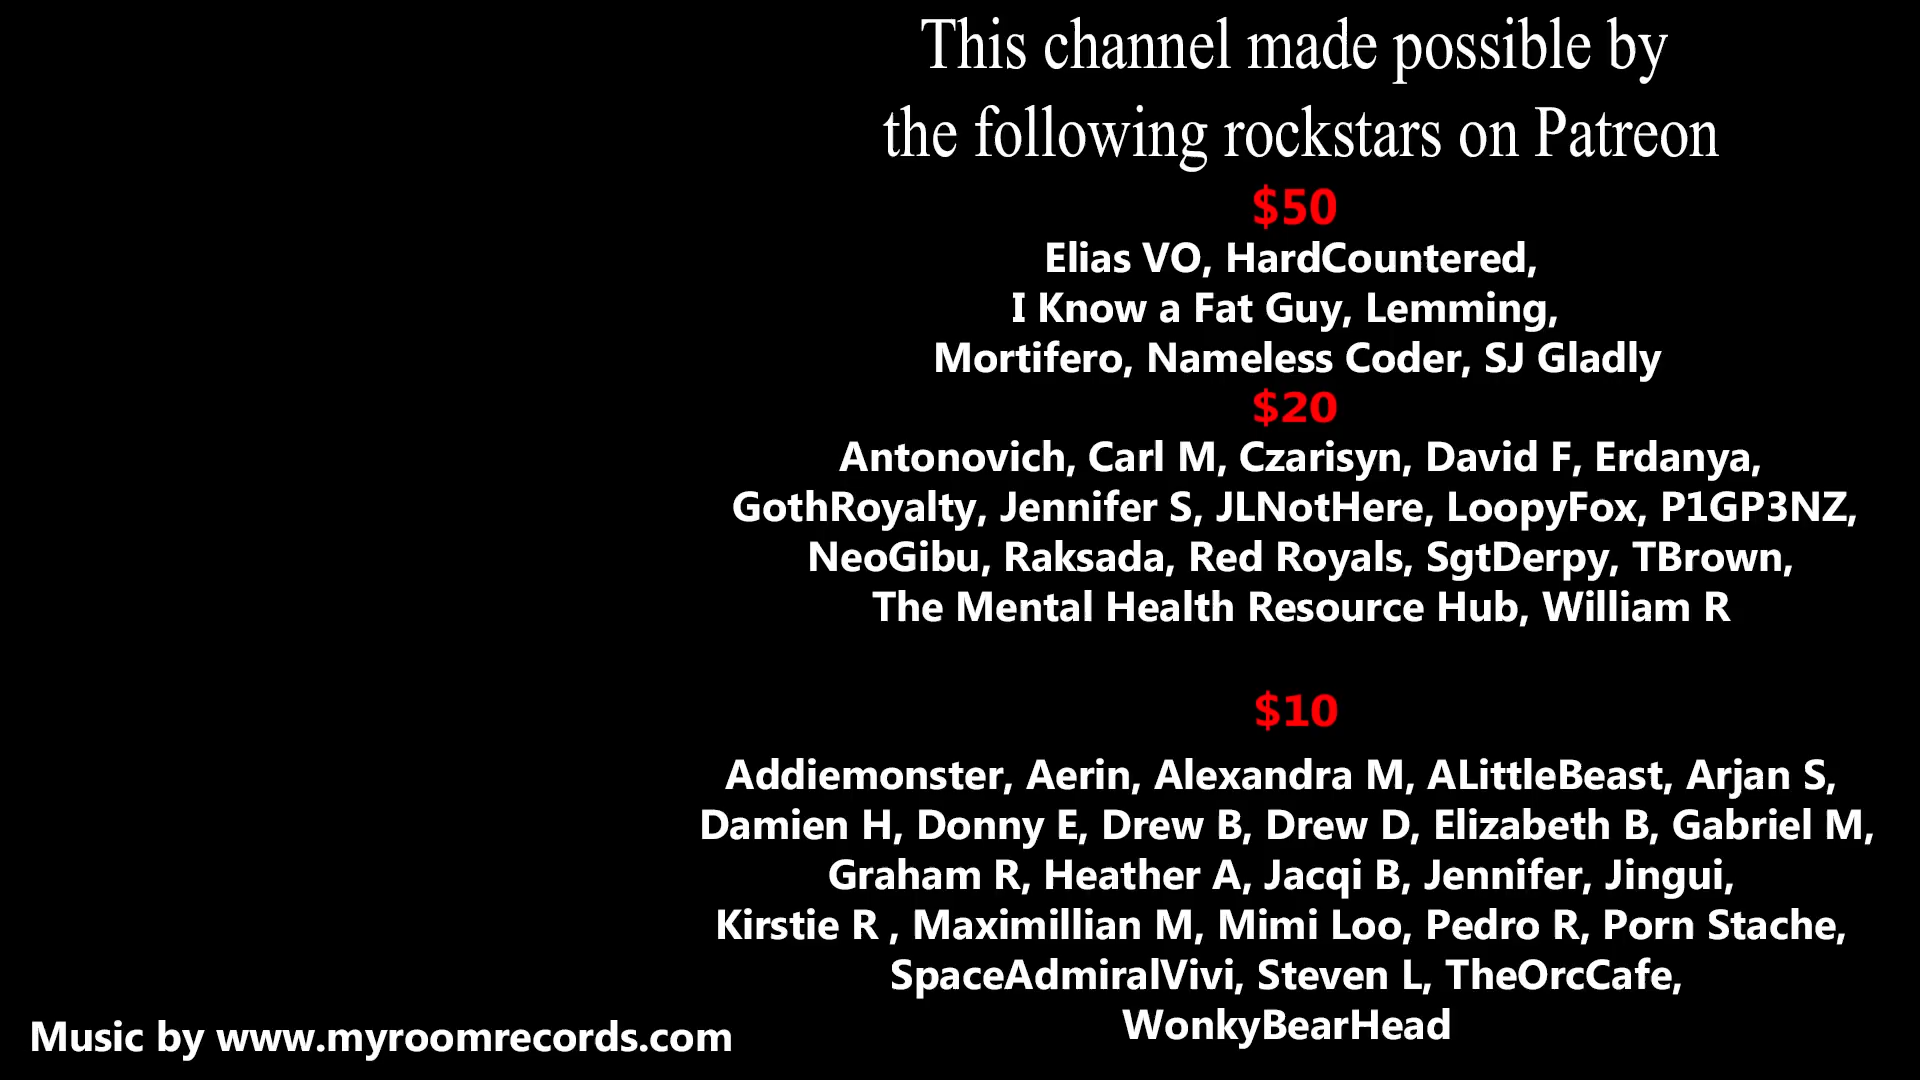 This channel made possible by
the following rockstars on Patreon
$50
Elias VO, HardCountered,
I Know a Fat Guy, Lemming,
Mortifero, Nameless Coder, SJ Gladly
$20
Antonovich, Carl M, Czarisyn, David F, Erdanya,
GothRoyalty, Jennifer S, JLNotHere, LoopyFox, P1GP3NZ,
NeoGibu, Raksada, Red Royals, SgtDerpy, TBrown,
The Mental Health Resource Hub, William R
$10
Addiemonster, Aerin, Alexandra M, ALittleBeast, Arjan S,
Damien H, Donny E, Drew B, Drew D, Elizabeth B, Gabriel M,
Graham R, Heather A, Jacqi B, Jennifer, Jingui,
Kirstie R , Maximillian M, Mimi Loo, Pedro R, Porn Stache,
SpaceAdmiralVivi, Steven L, TheOrcCafe,
WonkyBearHead
Music by www.myroomrecords.com